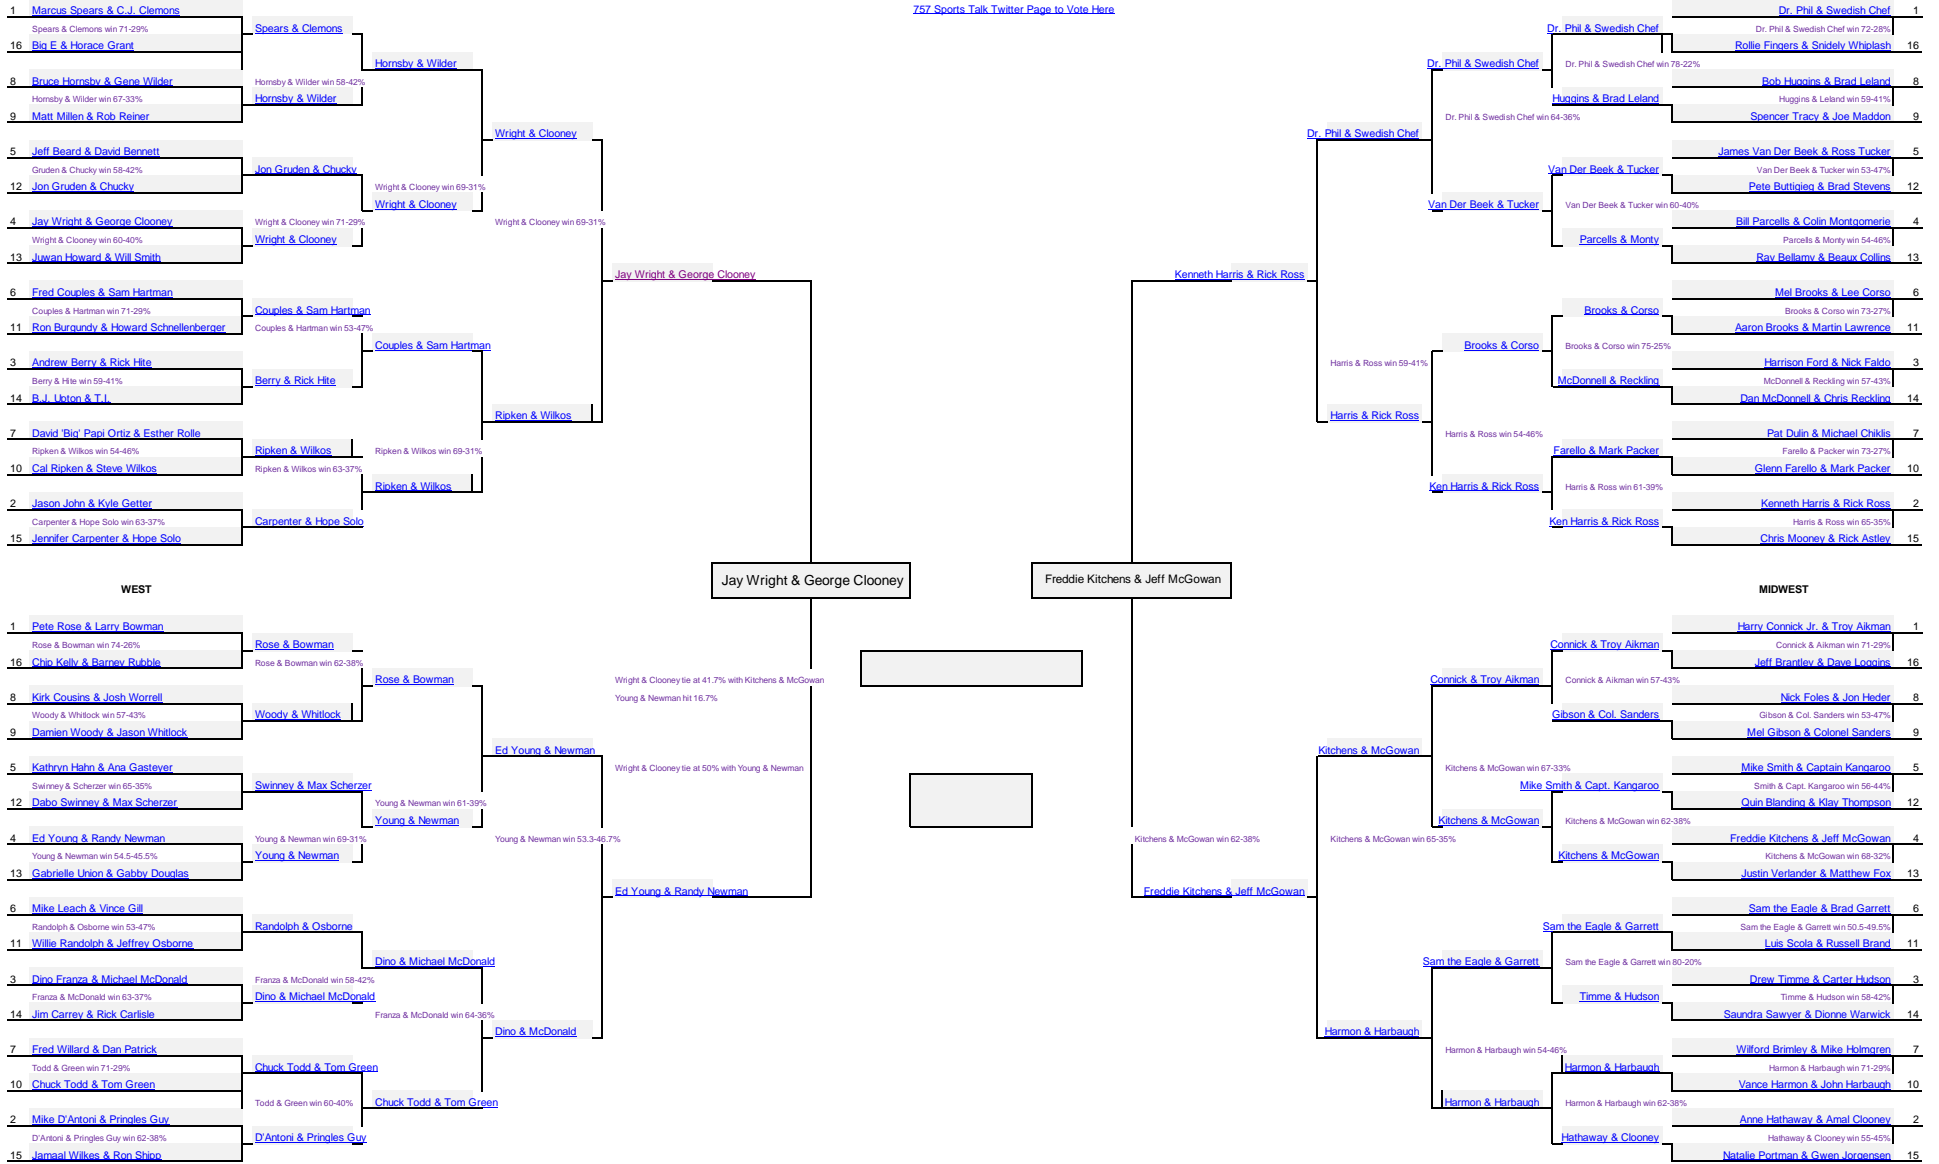 757 Sports Talk Twitter Page to Vote Here
1 Marcus Spears & C.J. Clemons
Spears & Clemons win 71-29%
16 Big E & Horace Grant
8 Bruce Hornsby & Gene Wilder
Hornsby & Wilder win 67-33%
9 Matt Millen & Rob Reiner
5 Jeff Beard & David Bennett
Gruden & Chucky win 58-42%
12 Jon Gruden & Chucky
4 Jay Wright & George Clooney
Wright & Clooney win 60-40%
13 Juwan Howard & Will Smith
6 Fred Couples & Sam Hartman
Couples & Hartman win 71-29%
11 Ron Burgundy & Howard Schnellenberger
3 Andrew Berry & Rick Hite
Berry & Hite win 59-41%
14 B.J. Upton & T.I.
7 David 'Big' Papi Ortiz & Esther Rolle
Ripken & Wilkos win 54-46%
10 Cal Ripken & Steve Wilkos
2 Jason John & Kyle Getter
Carpenter & Hope Solo win 63-37%
15 Jennifer Carpenter & Hope Solo
Spears & Clemons
Hornsby & Wilder win 58-42%
Hornsby & Wilder
Jon Gruden & Chucky
Wright & Clooney win 71-29%
Wright & Clooney
Couples & Sam Hartman
Couples & Hartman win 53-47%
Berry & Rick Hite
Ripken & Wilkos
Ripken & Wilkos win 63-37%
Carpenter & Hope Solo
Hornsby & Wilder
Wright & Clooney win 69-31%
Wright & Clooney
Couples & Sam Hartman
Ripken & Wilkos win 69-31%
Ripken & Wilkos
Wright & Clooney
Wright & Clooney win 69-31%
Ripken & Wilkos
Jay Wright & George Clooney
Dr. Phil & Swedish Chef 1
Dr. Phil & Swedish Chef win 72-28%
Rollie Fingers & Snidely Whiplash 16
Bob Huggins & Brad Leland 8
Huggins & Leland win 59-41%
Spencer Tracy & Joe Maddon 9
James Van Der Beek & Ross Tucker 5
Van Der Beek & Tucker win 53-47%
Pete Buttigieg & Brad Stevens 12
Bill Parcells & Colin Montgomerie 4
Parcells & Monty win 54-46%
Ray Bellamy & Beaux Collins 13
Mel Brooks & Lee Corso 6
Brooks & Corso win 73-27%
Aaron Brooks & Martin Lawrence 11
Harrison Ford & Nick Faldo 3
McDonnell & Reckling win 57-43%
Dan McDonnell & Chris Reckling 14
Pat Dulin & Michael Chiklis 7
Farello & Packer win 73-27%
Glenn Farello & Mark Packer 10
Kenneth Harris & Rick Ross 2
Harris & Ross win 65-35%
Chris Mooney & Rick Astley 15
Dr. Phil & Swedish Chef
Dr. Phil & Swedish Chef win 78-22%
Huggins & Brad Leland
Van Der Beek & Tucker
Van Der Beek & Tucker win 60-40%
Parcells & Monty
Brooks & Corso
Brooks & Corso win 75-25%
McDonnell & Reckling
Farello & Mark Packer
Harris & Ross win 61-39%
Ken Harris & Rick Ross
Dr. Phil & Swedish Chef
Dr. Phil & Swedish Chef win 64-36%
Van Der Beek & Tucker
Brooks & Corso
Harris & Ross win 54-46%
Ken Harris & Rick Ross
Dr. Phil & Swedish Chef
Harris & Ross win 59-41%
Harris & Rick Ross
Kenneth Harris & Rick Ross
Jay Wright & George Clooney
Freddie Kitchens & Jeff McGowan
WEST
MIDWEST
1 Pete Rose & Larry Bowman
Rose & Bowman win 74-26%
16 Chip Kelly & Barney Rubble
8 Kirk Cousins & Josh Worrell
Woody & Whitlock win 57-43%
9 Damien Woody & Jason Whitlock
5 Kathryn Hahn & Ana Gasteyer
Swinney & Scherzer win 65-35%
12 Dabo Swinney & Max Scherzer
4 Ed Young & Randy Newman
Young & Newman win 54.5-45.5%
13 Gabrielle Union & Gabby Douglas
6 Mike Leach & Vince Gill
Randolph & Osborne win 53-47%
11 Willie Randolph & Jeffrey Osborne
3 Dino Franza & Michael McDonald
Franza & McDonald win 63-37%
14 Jim Carrey & Rick Carlisle
7 Fred Willard & Dan Patrick
Todd & Green win 71-29%
10 Chuck Todd & Tom Green
2 Mike D'Antoni & Pringles Guy
D'Antoni & Pringles Guy win 62-38%
15 Jamaal Wilkes & Ron Shipp
Rose & Bowman
Rose & Bowman win 62-38%
Woody & Whitlock
Swinney & Max Scherzer
Young & Newman win 69-31%
Young & Newman
Randolph & Osborne
Franza & McDonald win 58-42%
Dino & Michael McDonald
Chuck Todd & Tom Green
Todd & Green win 60-40%
D'Antoni & Pringles Guy
Rose & Bowman
Young & Newman win 61-39%
Young & Newman
Dino & Michael McDonald
Franza & McDonald win 64-36%
Chuck Todd & Tom Green
Ed Young & Newman
Young & Newman win 53.3-46.7%
Dino & McDonald
Wright & Clooney tie at 41.7% with Kitchens & McGowan
Young & Newman hit 16.7%
Wright & Clooney tie at 50% with Young & Newman
Ed Young & Randy Newman
Harry Connick Jr. & Troy Aikman 1
Connick & Aikman win 71-29%
Jeff Brantley & Dave Loggins 16
Nick Foles & Jon Heder 8
Gibson & Col. Sanders win 53-47%
Mel Gibson & Colonel Sanders 9
Mike Smith & Captain Kangaroo 5
Smith & Capt. Kangaroo win 56-44%
Quin Blanding & Klay Thompson 12
Freddie Kitchens & Jeff McGowan 4
Kitchens & McGowan win 68-32%
Justin Verlander & Matthew Fox 13
Sam the Eagle & Brad Garrett 6
Sam the Eagle & Garrett win 50.5-49.5%
Luis Scola & Russell Brand 11
Drew Timme & Carter Hudson 3
Timme & Hudson win 58-42%
Saundra Sawyer & Dionne Warwick 14
Wilford Brimley & Mike Holmgren 7
Harmon & Harbaugh win 71-29%
Vance Harmon & John Harbaugh 10
Anne Hathaway & Amal Clooney 2
Hathaway & Clooney win 55-45%
Natalie Portman & Gwen Jorgensen 15
Connick & Troy Aikman
Connick & Aikman win 57-43%
Gibson & Col. Sanders
Mike Smith & Capt. Kangaroo
Kitchens & McGowan win 62-38%
Kitchens & McGowan
Sam the Eagle & Garrett
Sam the Eagle & Garrett win 80-20%
Timme & Hudson
Harmon & Harbaugh
Harmon & Harbaugh win 62-38%
Hathaway & Clooney
Connick & Troy Aikman
Kitchens & McGowan win 67-33%
Kitchens & McGowan
Sam the Eagle & Garrett
Harmon & Harbaugh win 54-46%
Harmon & Harbaugh
Kitchens & McGowan
Kitchens & McGowan win 65-35%
Harmon & Harbaugh
Kitchens & McGowan win 62-38%
Freddie Kitchens & Jeff McGowan